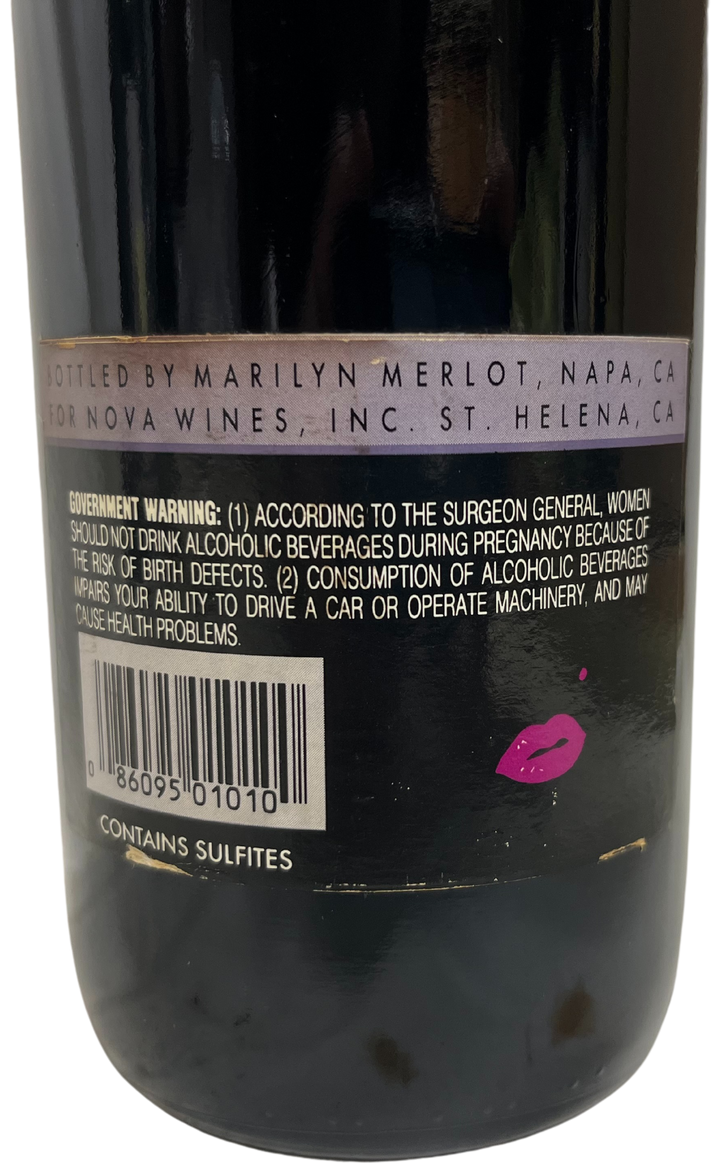 BOTTLED BY MARILYN MERLOT, NAPA, CA
FOR NOVA WINES, INC. ST. HELENA, CA
GOVERNMENT WARNING: (1) ACCORDING TO THE SURGEON GENERAL, WOMEN
SHOULD NOT DRINK ALCOHOLIC BEVERAGES DURING PREGNANCY BECAUSE OF
THE RISK OF BIRTH DEFECTS. (2) CONSUMPTION OF ALCOHOLIC BEVERAGES
IMPAIRS YOUR ABILITY TO DRIVE A CAR OR OPERATE MACHINERY, AND MAY
CAUSE HEALTH PROBLEMS.
0 86095 01010
CONTAINS SULFITES